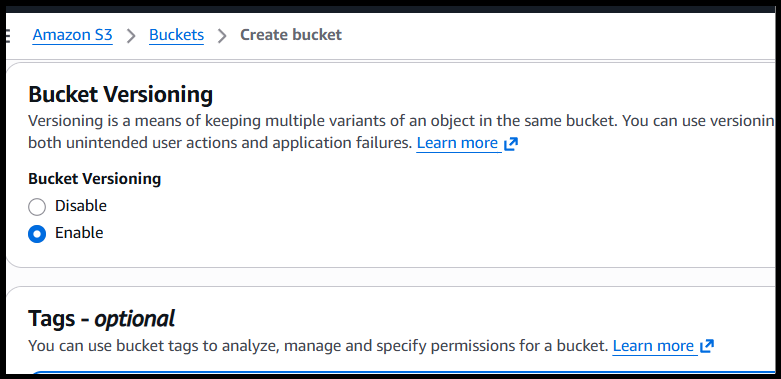 Amazon S3 > Buckets > Create bucket
Bucket Versioning
Versioning is a means of keeping multiple variants of an object in the same bucket. You can use
both unintended user actions and application failures. Learn more
Bucket Versioning
Disable
Enable
Tags - optional
You can use bucket tags to analyze, manage and specify permissions for a bucket. Learn more